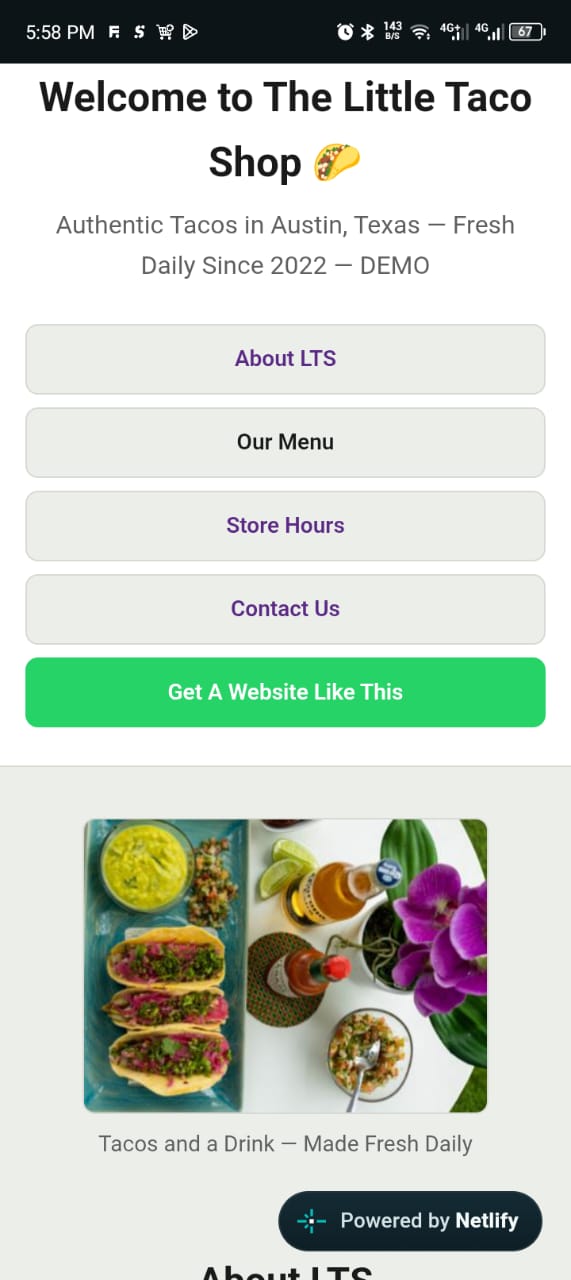 5:58 PM
143
B/S
4G+
4G
67
Welcome to The Little Taco
Shop 🌮
Authentic Tacos in Austin, Texas — Fresh
Daily Since 2022 — DEMO
About LTS
Our Menu
Store Hours
Contact Us
Get A Website Like This
Tacos and a Drink — Made Fresh Daily
Powered by Netlify
About LTS